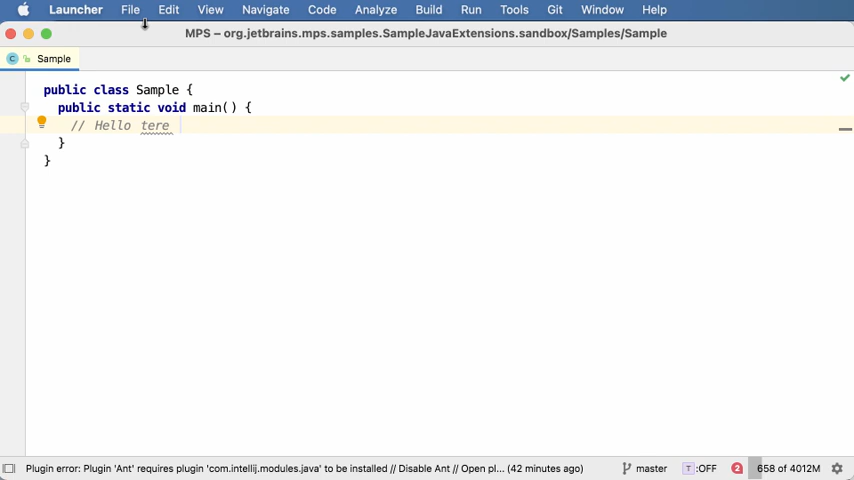 Launcher File Edit View Navigate Code Analyze Build Run Tools Git Window Help
MPS – org.jetbrains.mps.samples.SampleJavaExtensions.sandbox/Samples/Sample
C Sample
public class Sample {
public static void main() {
// Hello tere
}
}
Plugin error: Plugin 'Ant' requires plugin 'com.intellij.modules.java' to be installed // Disable Ant // Open pl... (42 minutes ago) master T :OFF 2 658 of 4012M